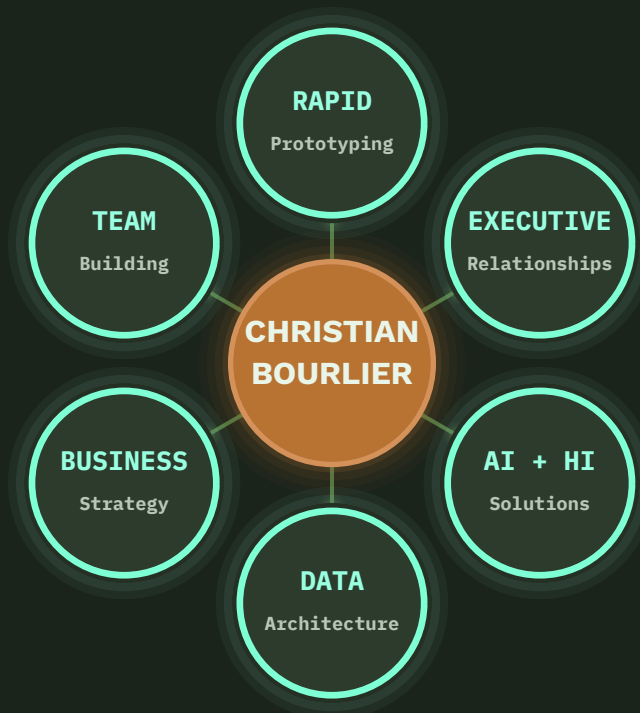 RAPID
Prototyping
TEAM
Building
EXECUTIVE
Relationships
CHRISTIAN
BOURLIER
BUSINESS
Strategy
AI + HI
Solutions
DATA
Architecture